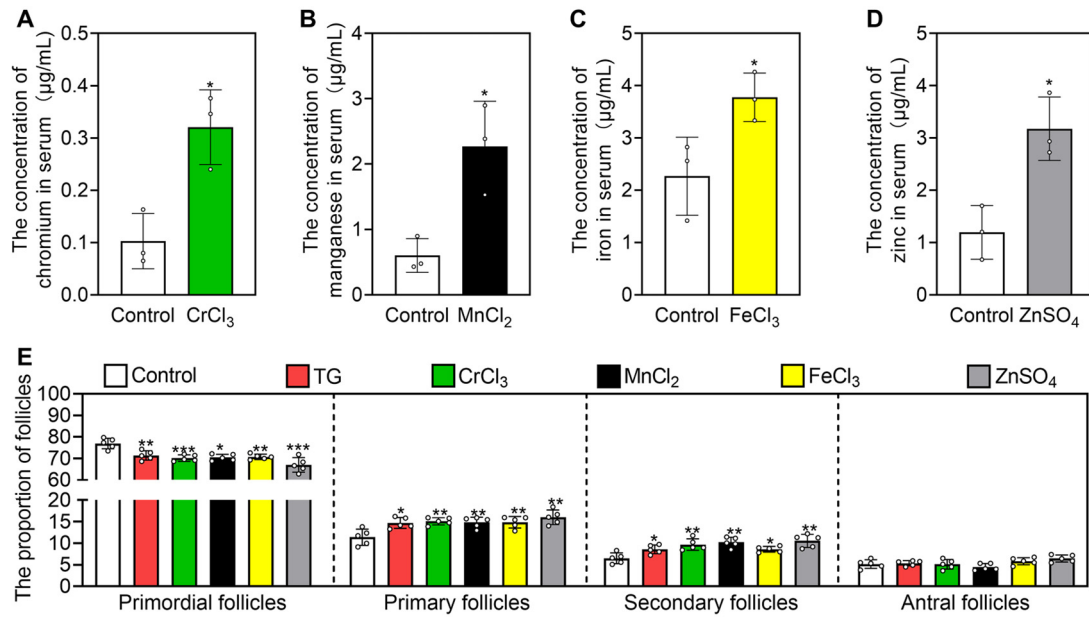 A
The concentration of
chromium in serum (μg/mL)
0.5
0.4
0.3
0.2
0.1
0.0
*
Control CrCl3
B
The concentration of
manganese in serum (μg/mL)
4
3
2
1
0
*
Control MnCl2
C
The concentration of
iron in serum (μg/mL)
5
4
3
2
1
0
*
Control FeCl3
D
The concentration of
zinc in serum (μg/mL)
5
4
3
2
1
0
*
Control ZnSO4
E
Control TG CrCl3 MnCl2 FeCl3 ZnSO4
The proportion of follicles
100
90
80
70
60
20
15
10
5
0
** *** * ** ***
* ** ** ** **
* ** ** * **
Primordial follicles Primary follicles Secondary follicles Antral follicles